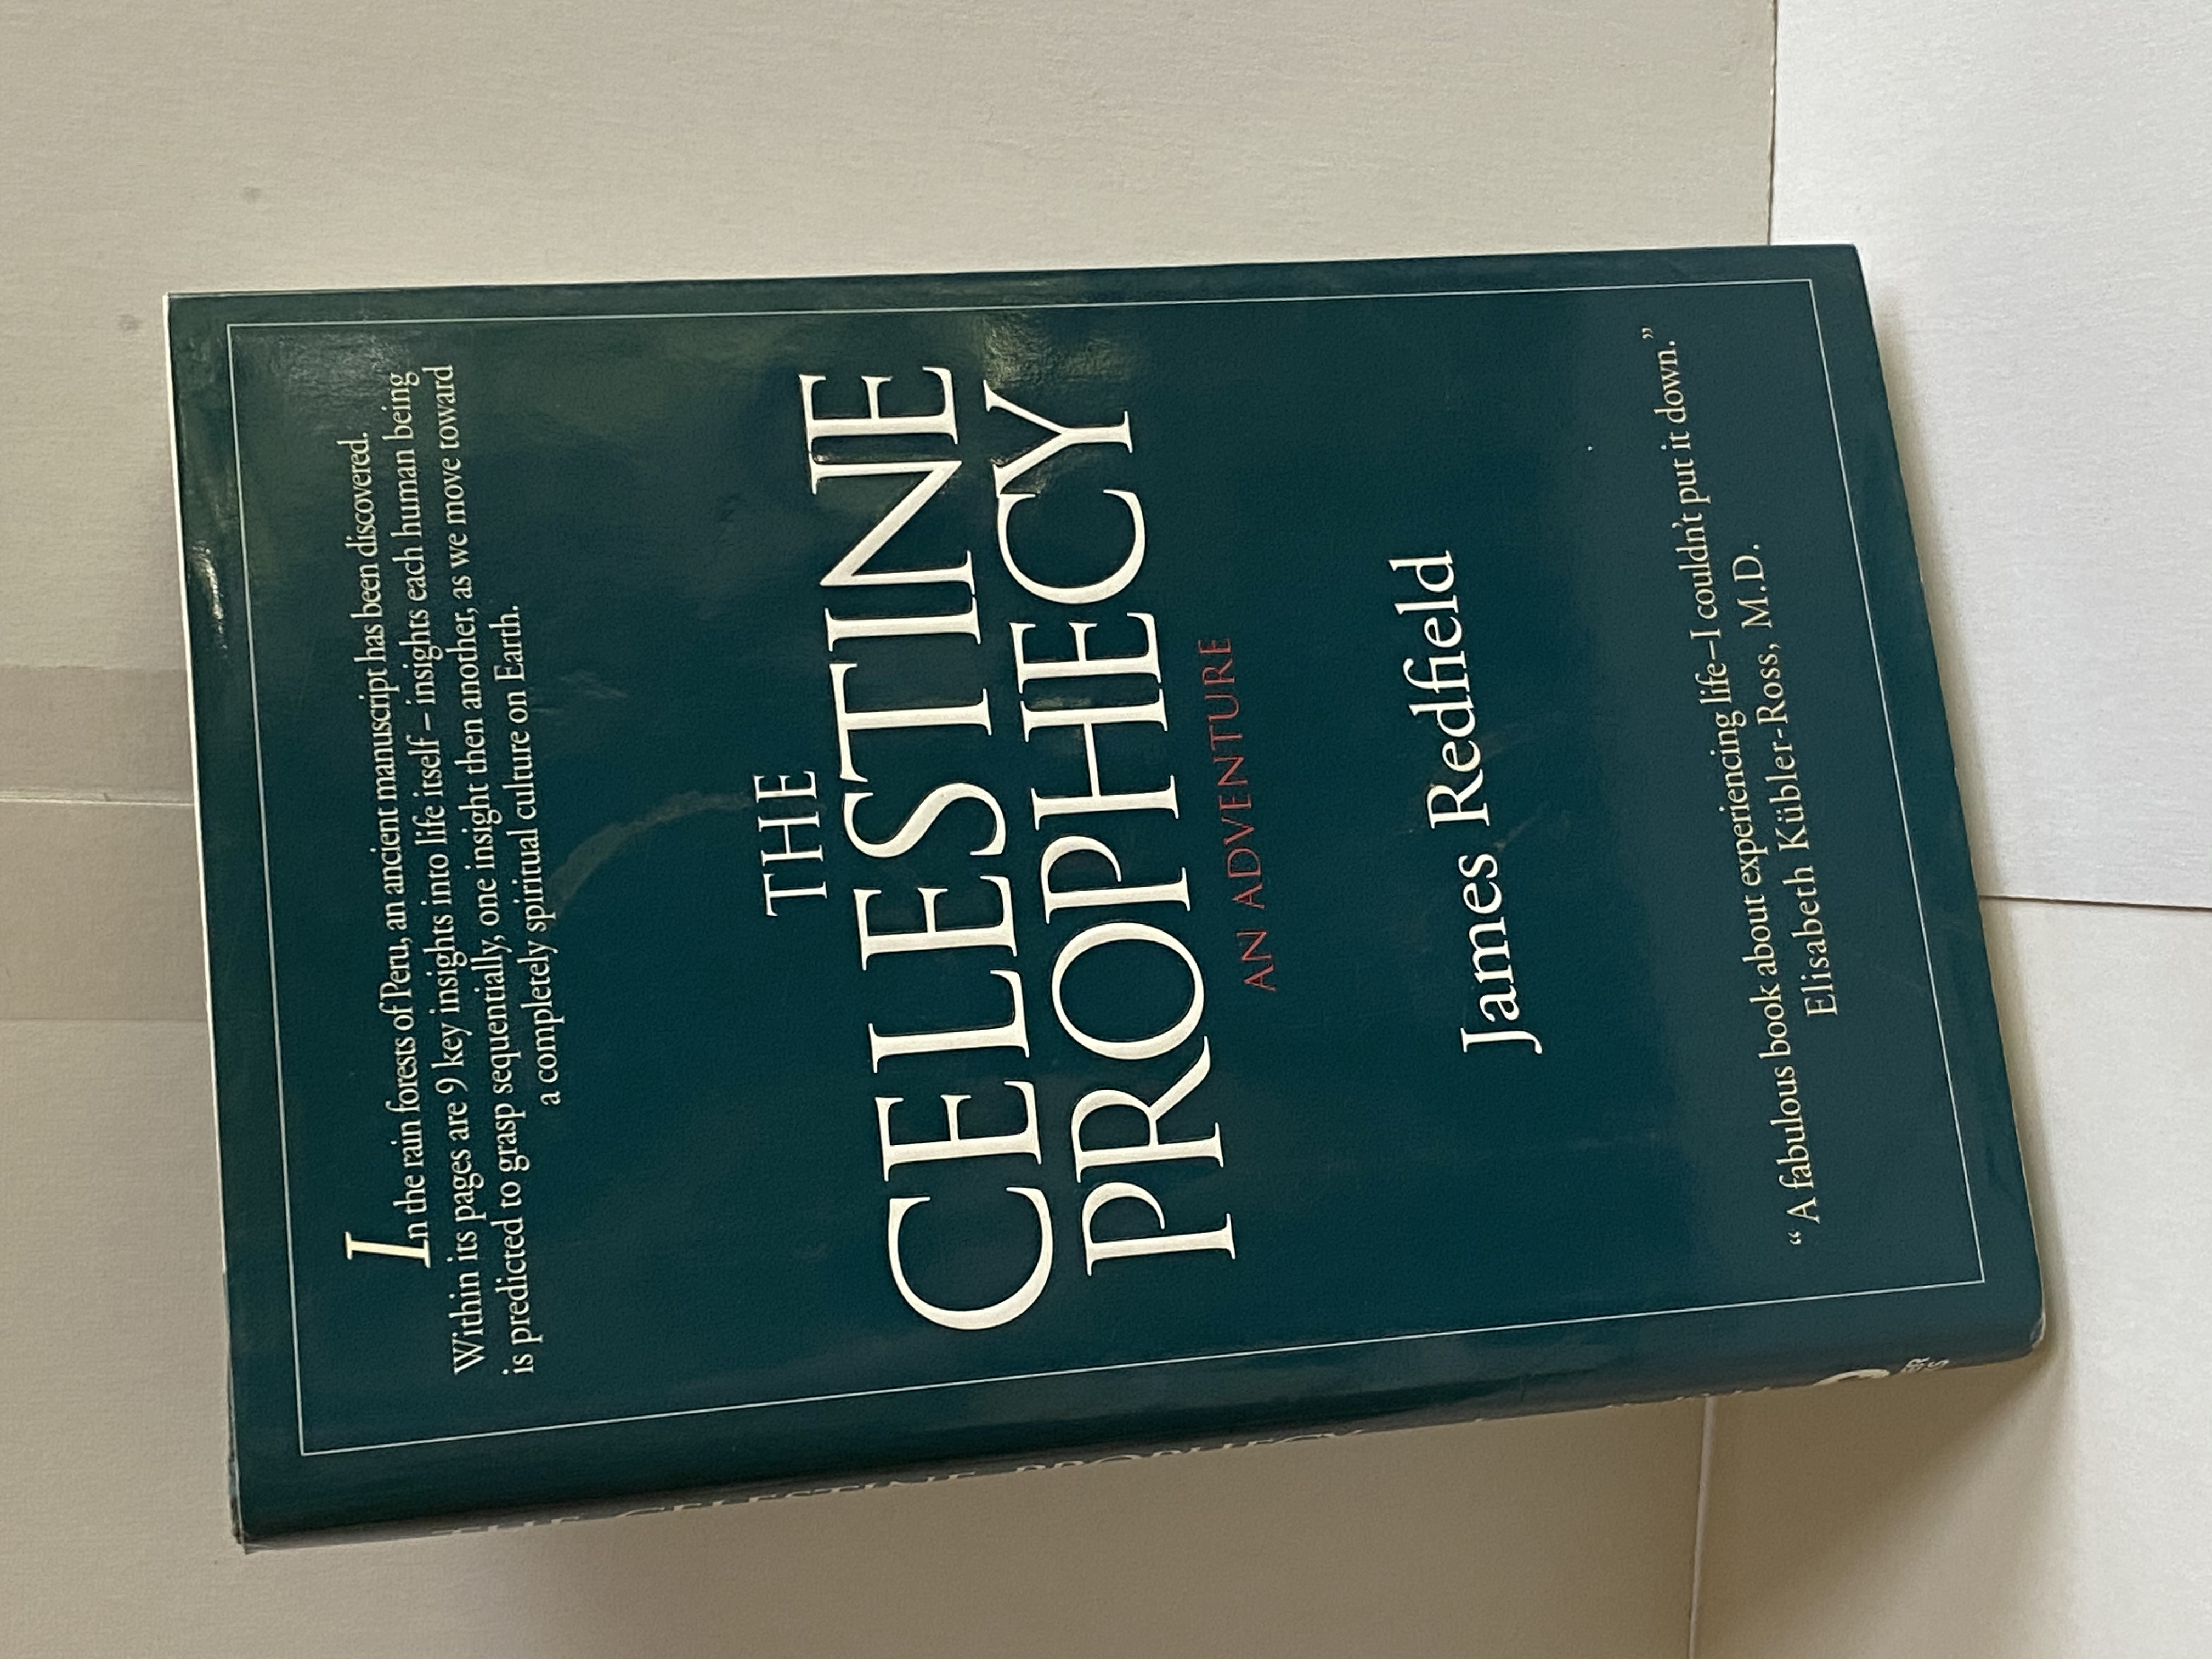 In the rain forests of Peru, an ancient manuscript has been discovered.
Within its pages are 9 key insights into life itself – insights each human being
is predicted to grasp sequentially, one insight then another, as we move toward
a completely spiritual culture on Earth.
THE
CELESTINE
PROPHECY
AN ADVENTURE
James Redfield
“A fabulous book about experiencing life–I couldn't put it down.”
Elisabeth Kübler-Ross, M.D.
THE CELESTINE PROPHECY